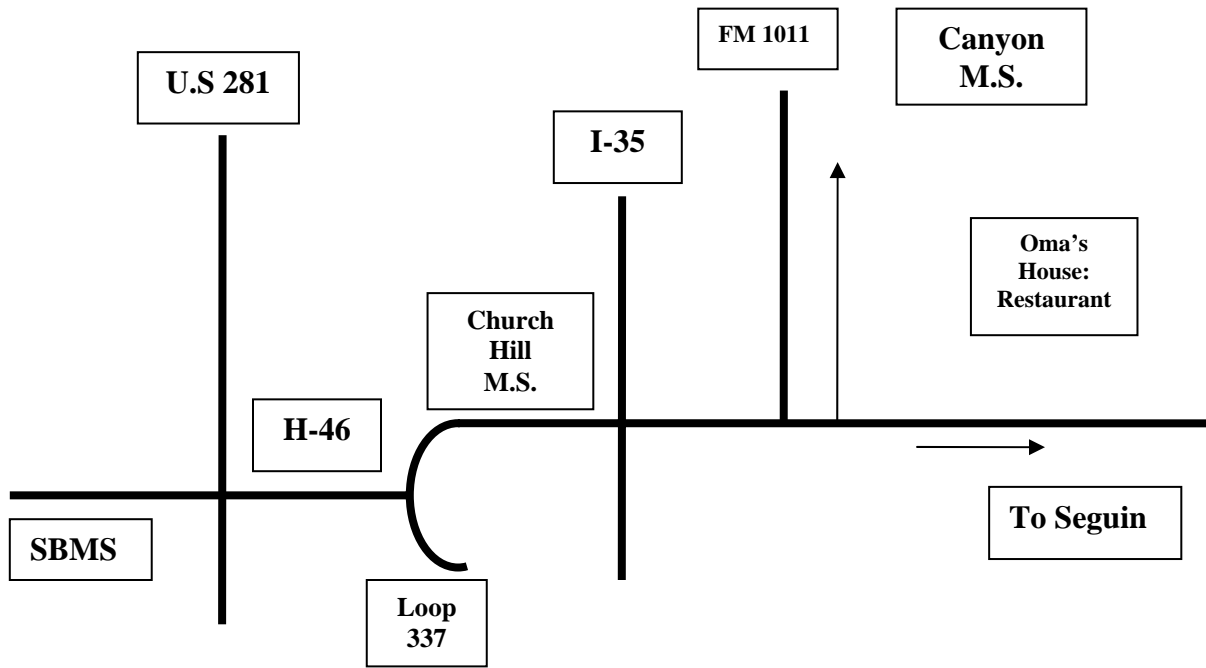 FM 1011
Canyon
M.S.
U.S 281
I-35
Oma’s
House:
Restaurant
Church
Hill
M.S.
H-46
To Seguin
SBMS
Loop
337